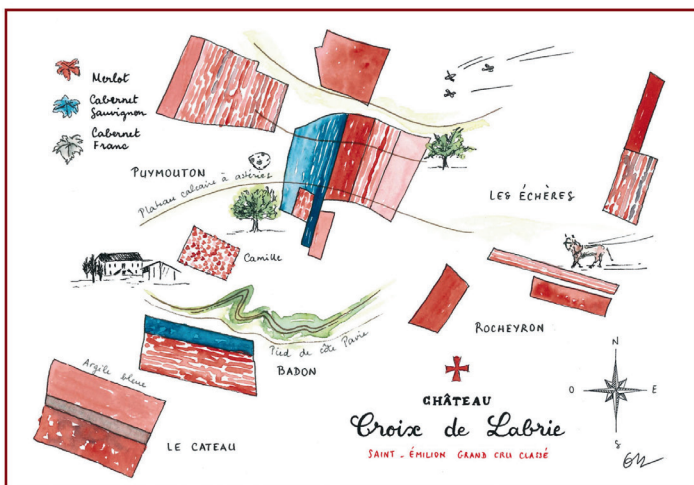 Merlot
Cabernet
Sauvignon
Cabernet
Franc
PUYMOUTON
Plateau calcaire à astéries
LES ÉCHÈRES
Camille
ROCHEYRON
Pied de côte Pavie
BADON
Argile bleue
LE CATEAU
CHÂTEAU
Croix de Labrie
SAINT-ÉMILION GRAND CRU CLASSÉ
N
O
E
S